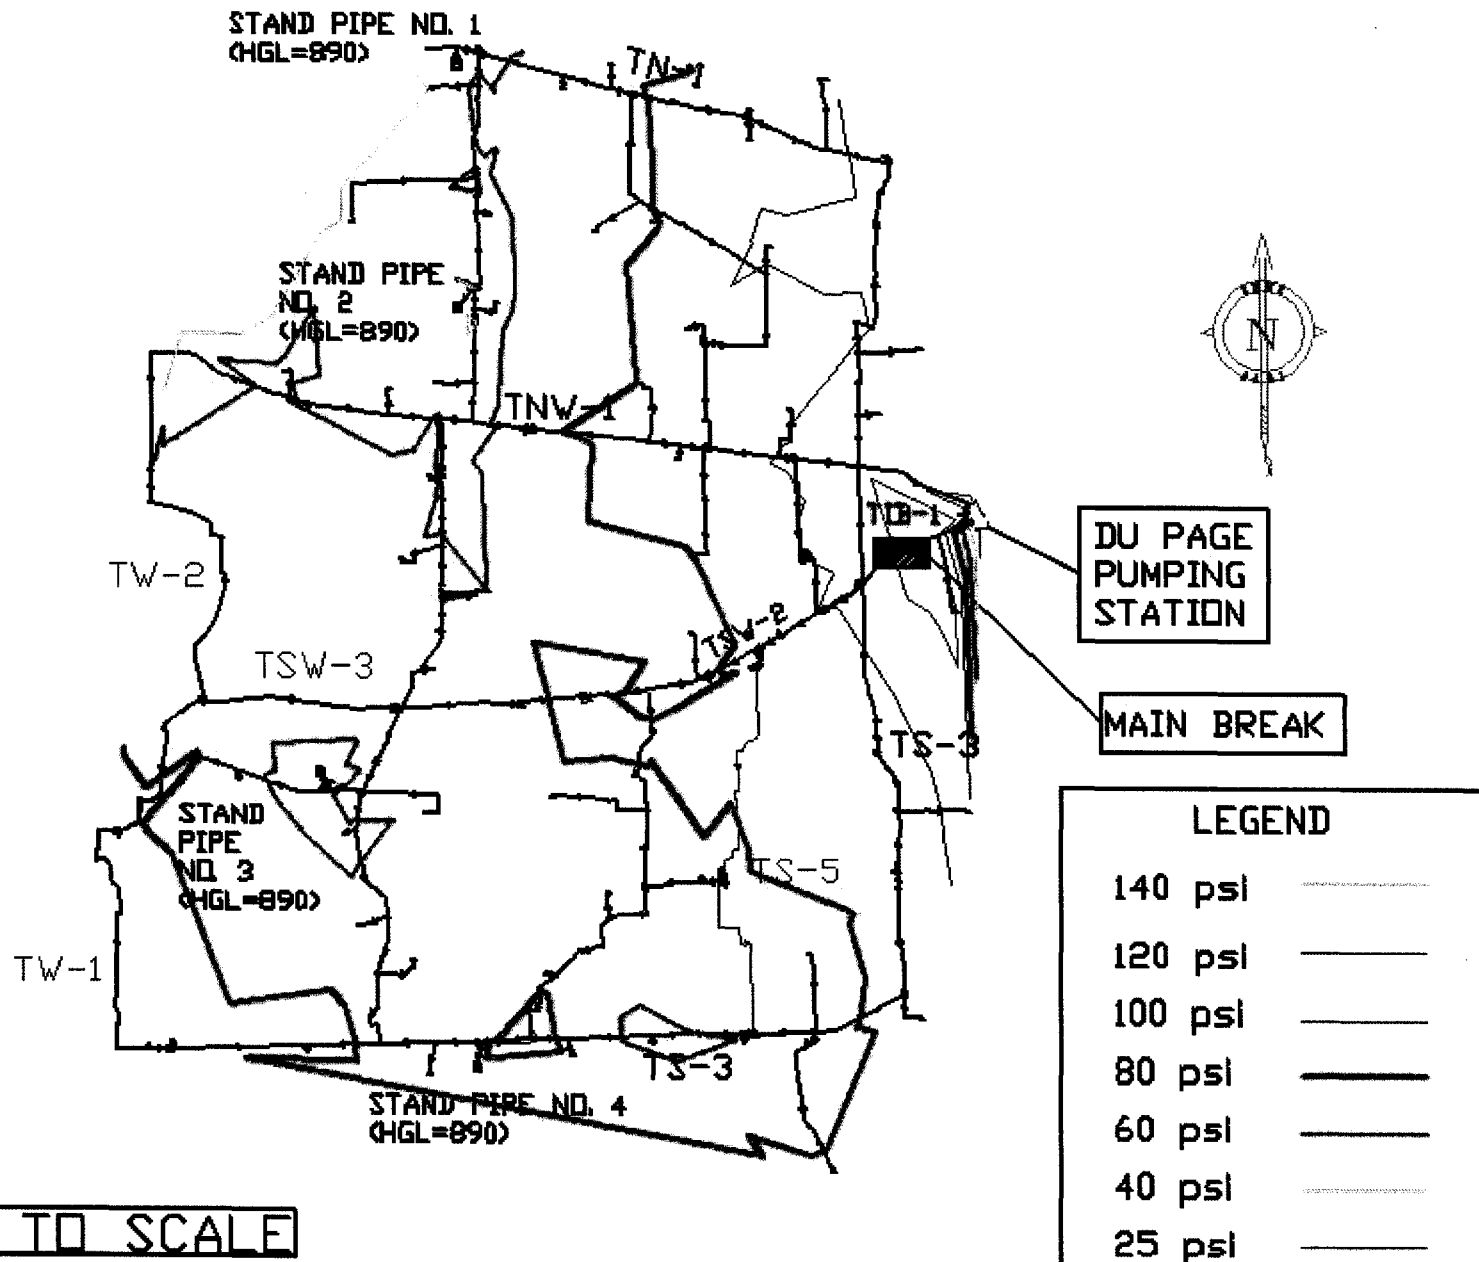 STAND PIPE NO. 1
(HGL=890)
TN-1
STAND PIPE
NO. 2
(HGL=890)
TNW-1
N
TOB-1
DU PAGE
PUMPING
STATION
TW-2
TSW-2
TSW-3
MAIN BREAK
TS-3
STAND
PIPE
NO. 3
(HGL=890)
TS-5
TW-1
TS-3
STAND PIPE NO. 4
(HGL=890)
LEGEND
140 psi
120 psi
100 psi
80 psi
60 psi
40 psi
25 psi
TO SCALE